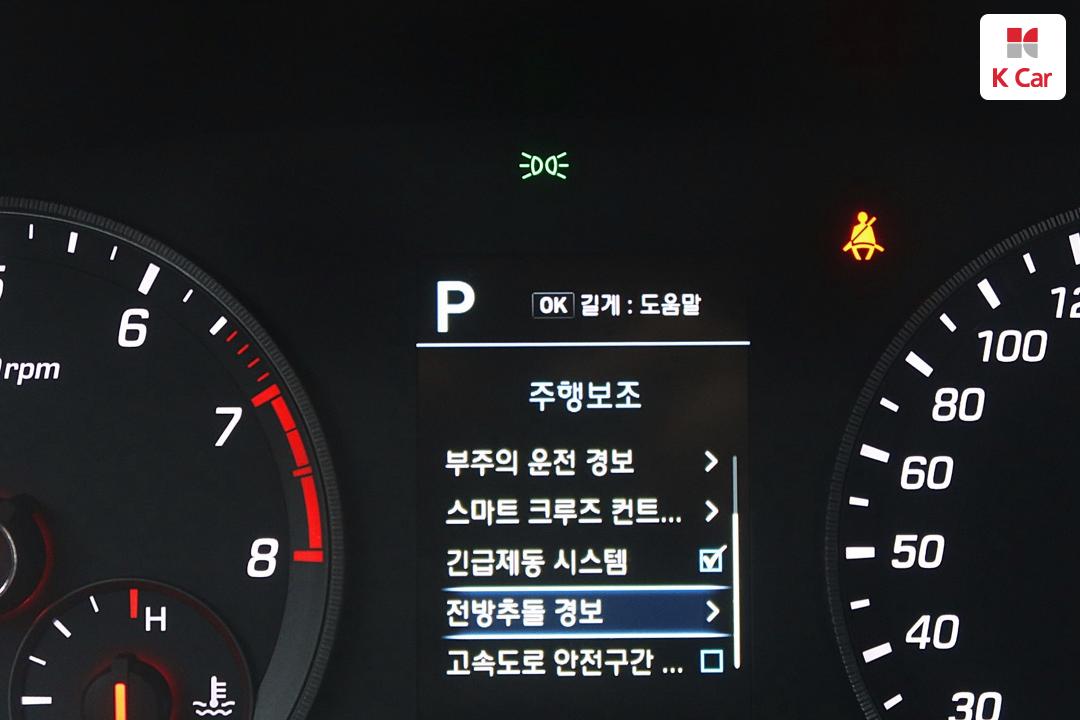 K Car
P
OK 길게 : 도움말
주행보조
부주의 운전 경보
스마트 크루즈 컨트...
긴급제동 시스템
전방추돌 경보
고속도로 안전구간 ...
6
rpm
7
8
H
100
80
60
50
40
30